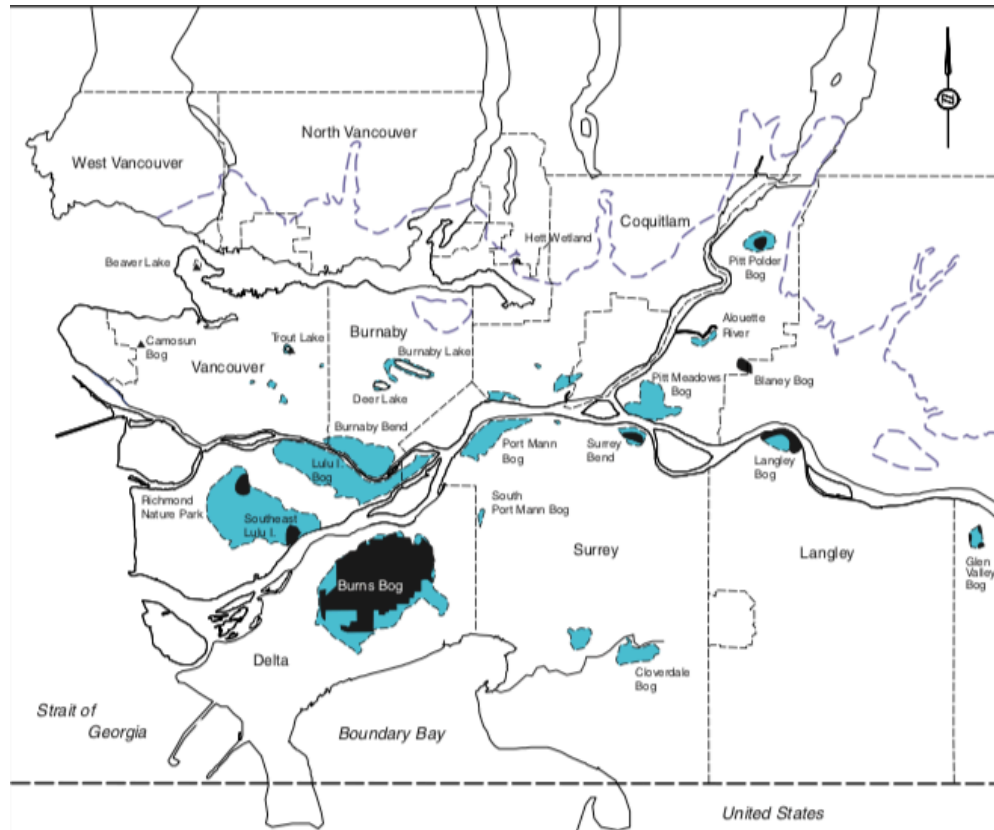 North Vancouver
West Vancouver
Coquitlam
Hett Wetland
Beaver Lake
Pitt Polder
Bog
Alouette
River
Camosun
Bog
Trout Lake
Vancouver
Burnaby
Burnaby Lake
Deer Lake
Pitt Meadows
Bog
Blaney Bog
Burnaby Bend
Lulu I.
Bog
Port Mann
Bog
Surrey
Bend
Langley
Bog
Richmond
Nature Park
Southeast
Lulu I.
South
Port Mann Bog
Surrey
Langley
Glen
Valley
Bog
Burns Bog
Delta
Cloverdale
Bog
Strait of
Georgia
Boundary Bay
United States